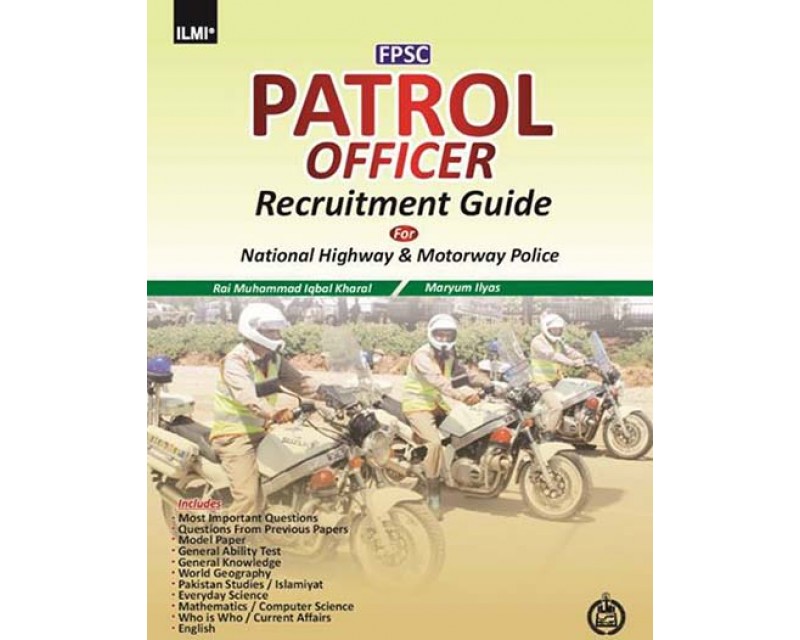 ILMI®
FPSC
PATROL
OFFICER
Recruitment Guide
For
National Highway & Motorway Police
Rai Muhammad Iqbal Kharal / Maryum Ilyas
Includes
· Most Important Questions
· Questions From Previous Papers
· Model Paper
· General Ability Test
· General Knowledge
· World Geography
· Pakistan Studies / Islamiyat
· Everyday Science
· Mathematics / Computer Science
· Who is Who / Current Affairs
· English